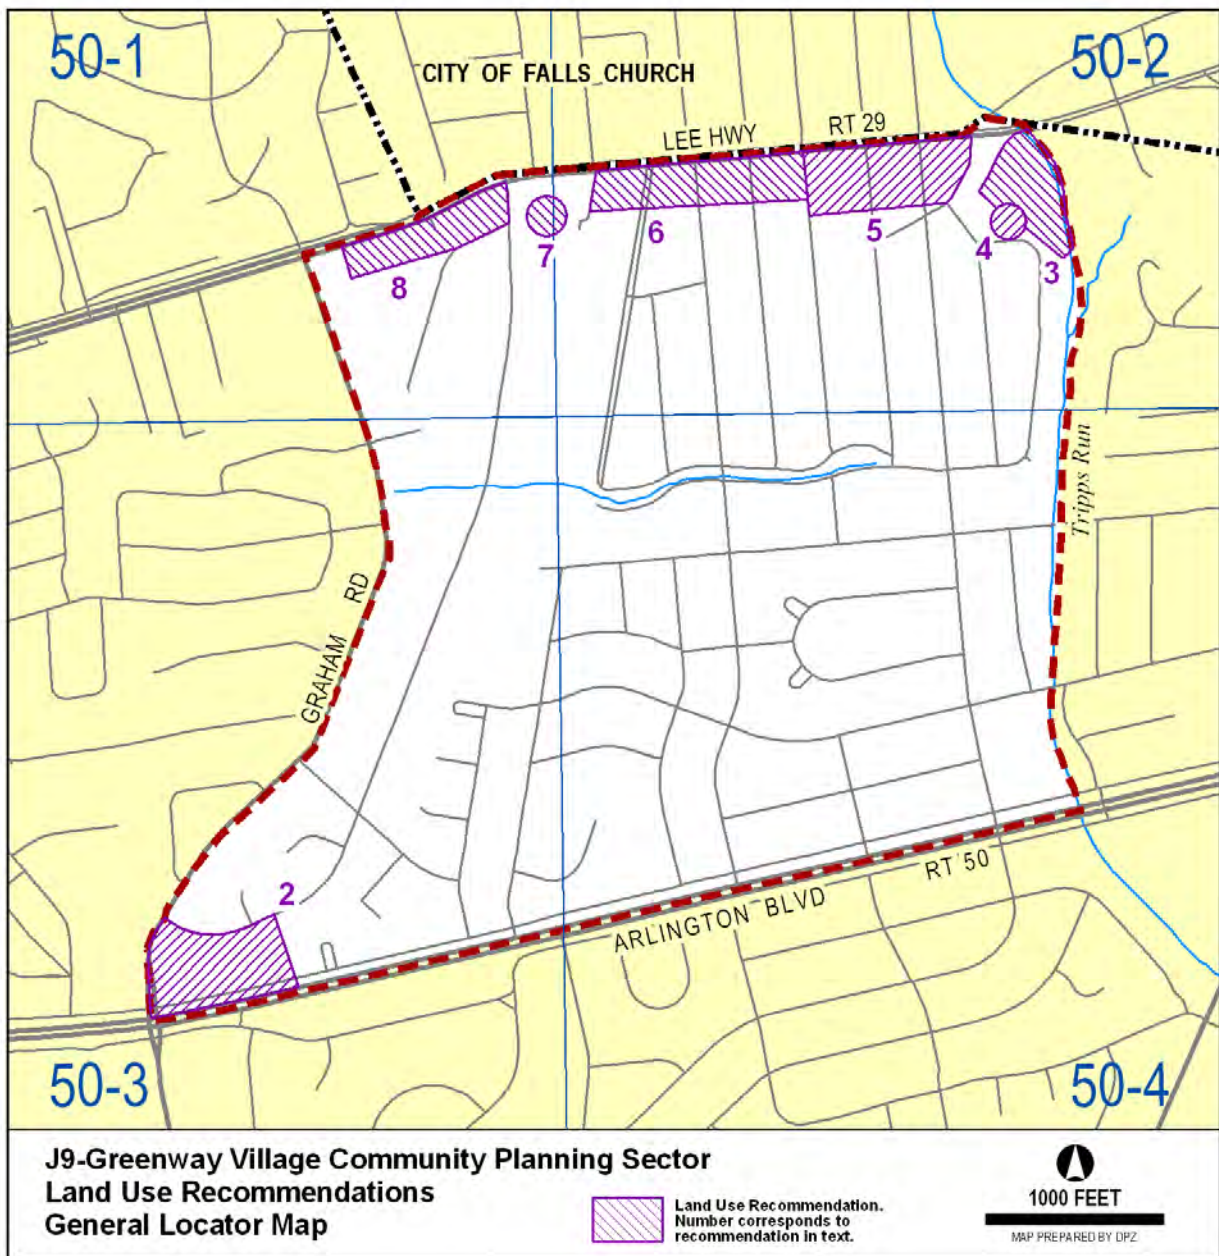 50-1
50-2
CITY OF FALLS CHURCH
LEE HWY
RT 29
7
6
5
4
3
8
Tripps Run
GRAHAM RD
2
RT 50
ARLINGTON BLVD
50-3
50-4
J9-Greenway Village Community Planning Sector
Land Use Recommendations
General Locator Map
Land Use Recommendation.
Number corresponds to
recommendation in text.
1000 FEET
MAP PREPARED BY DPZ